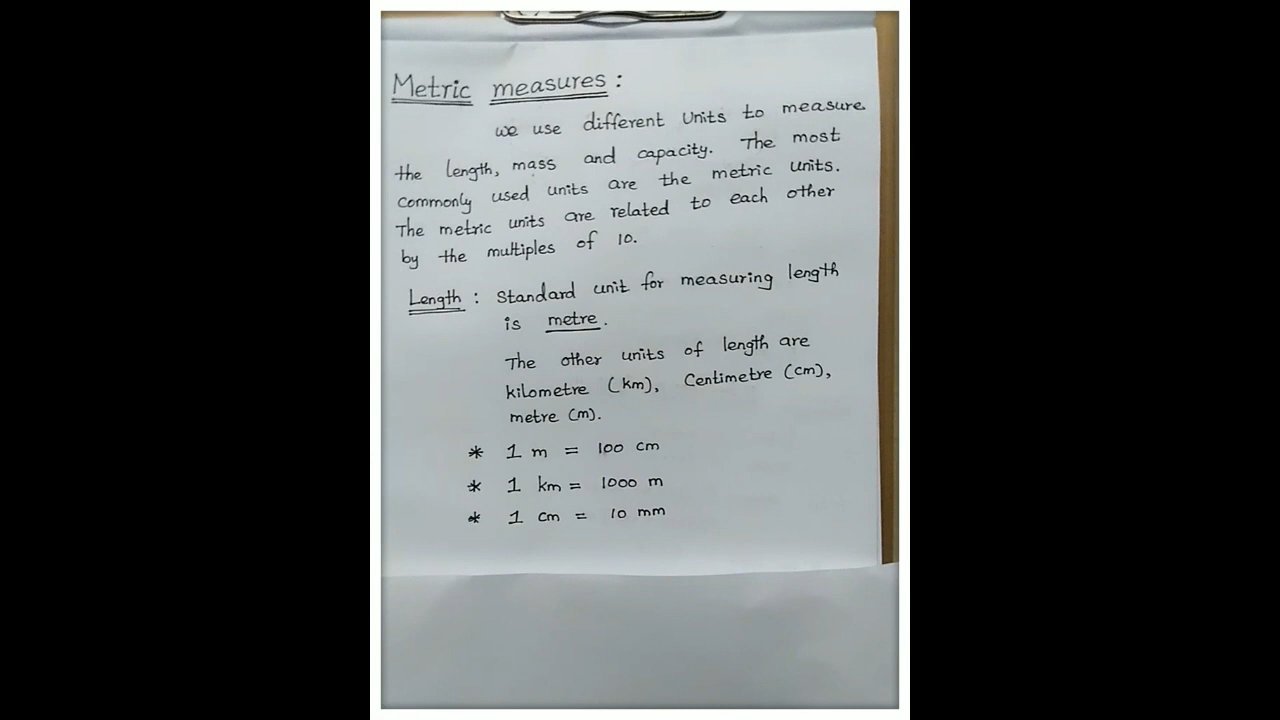 Metric measures :
we use different units to measure
the length, mass and capacity. The most
commonly used units are the metric units.
The metric units are related to each other
by the multiples of 10.
Length : Standard unit for measuring length
is metre.
The other units of length are
kilometre (km), Centimetre (cm),
metre (m).
* 1 m = 100 cm
* 1 km = 1000 m
* 1 cm = 10 mm